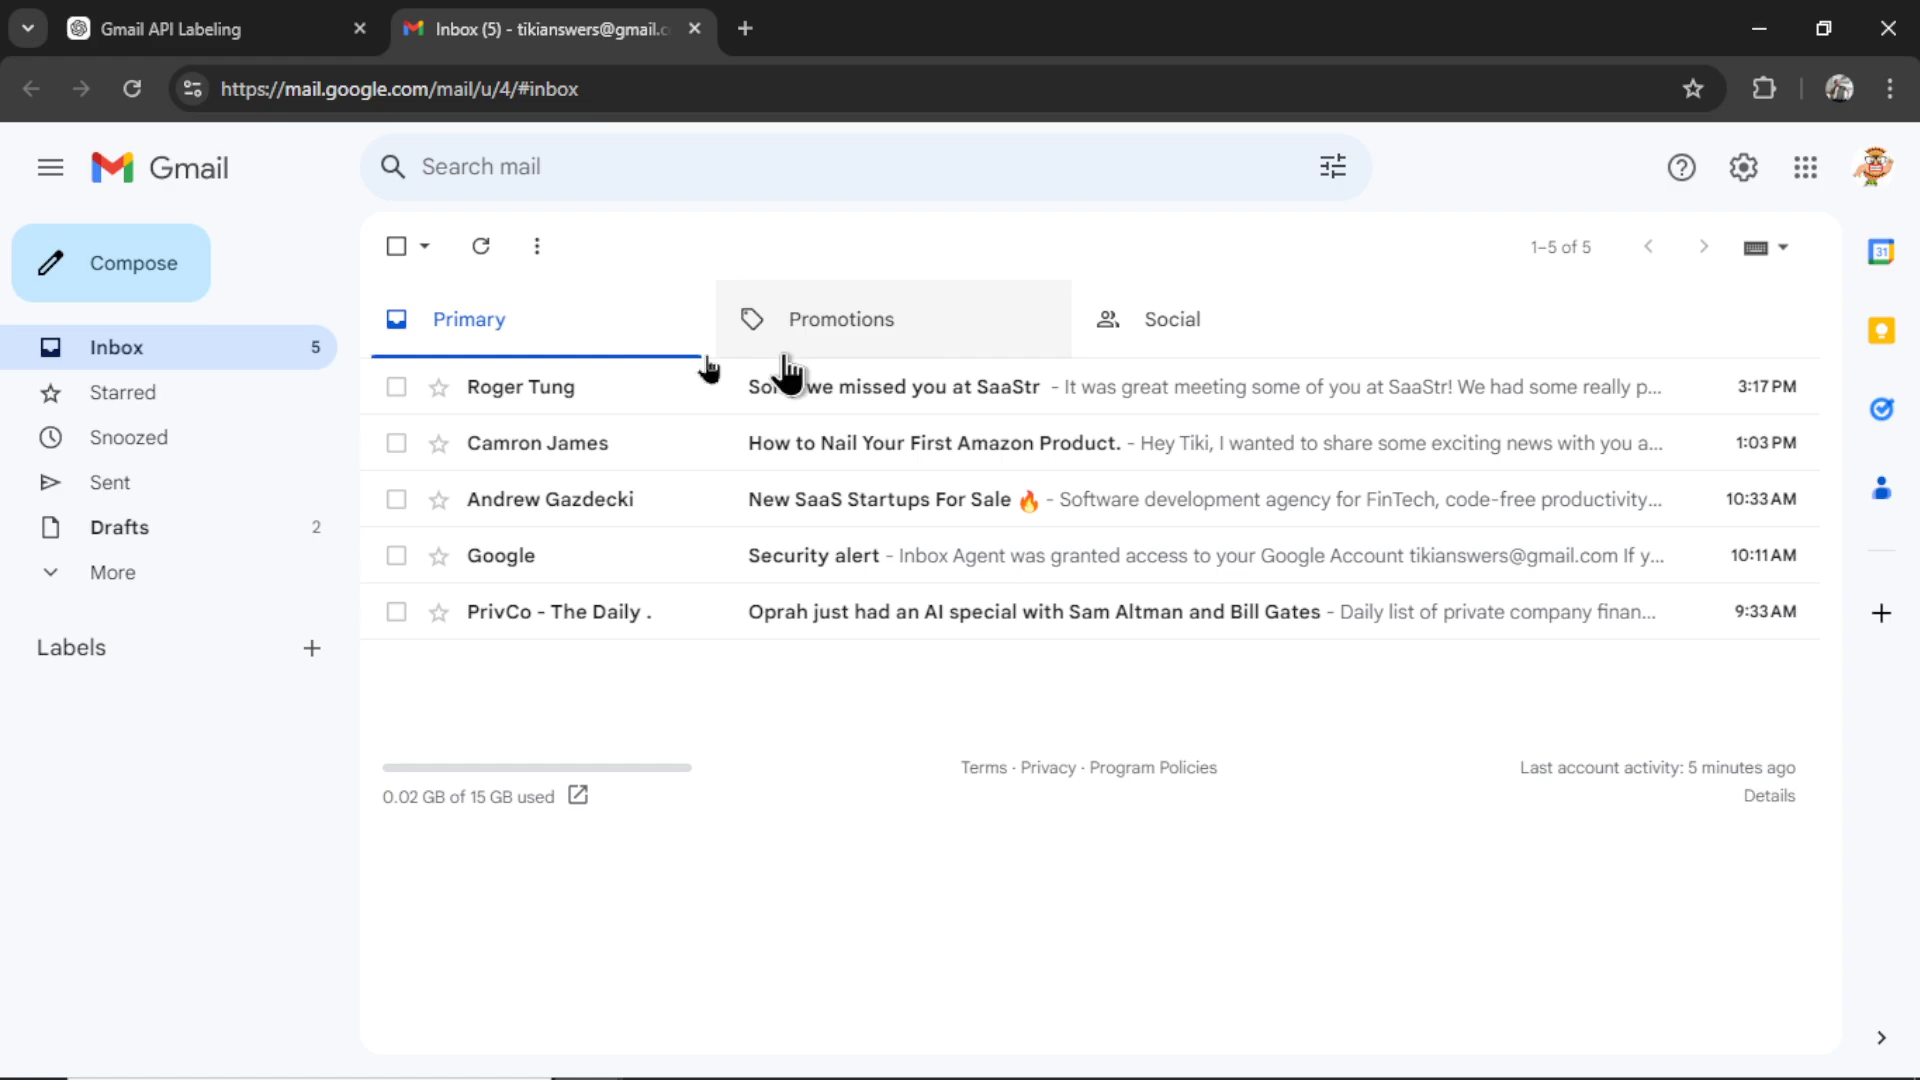 Gmail API Labeling
Inbox (5) - tikianswers@gmail.c
https://mail.google.com/mail/u/4/#inbox
Gmail
Search mail
Compose
1–5 of 5
31
Primary
Promotions
Social
Inbox 5
Starred
Snoozed
Sent
Drafts 2
More
Labels
Roger Tung we missed you at SaaStr - It was great meeting some of you at SaaStr! We had some really p... 3:17 PM
Camron James How to Nail Your First Amazon Product. - Hey Tiki, I wanted to share some exciting news with you a... 1:03 PM
Andrew Gazdecki New SaaS Startups For Sale 🔥 - Software development agency for FinTech, code-free productivity... 10:33 AM
Google Security alert - Inbox Agent was granted access to your Google Account tikianswers@gmail.com If y... 10:11 AM
PrivCo - The Daily . Oprah just had an AI special with Sam Altman and Bill Gates - Daily list of private company finan... 9:33 AM
0.02 GB of 15 GB used
Terms · Privacy · Program Policies
Last account activity: 5 minutes ago
Details